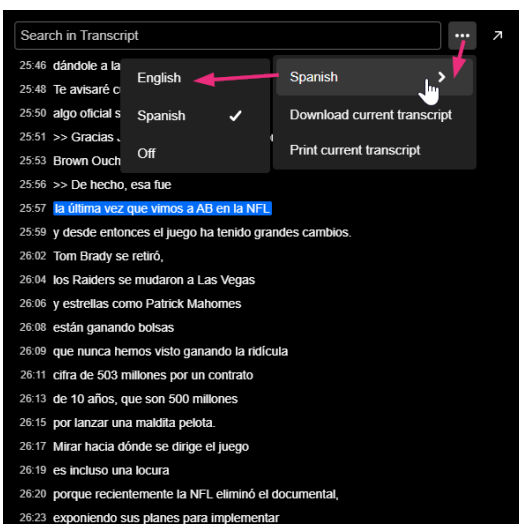 Search in Transcript
25:46 dándole a la
25:48 Te avisaré
25:50 algo oficial s
25:51 >> Gracias
25:53 Brown Ouch
25:56 >> De hecho, esa fue
25:57 la última vez que vimos a AB en la NFL
25:59 y desde entonces el juego ha tenido grandes cambios.
26:02 Tom Brady se retiró,
26:04 los Raiders se mudaron a Las Vegas
26:06 y estrellas como Patrick Mahomes
26:08 están ganando bolsas
26:09 que nunca hemos visto ganando la ridícula
26:11 cifra de 503 millones por un contrato
26:13 de 10 años, que son 500 millones
26:15 por lanzar una maldita pelota.
26:17 Mirar hacia dónde se dirige el juego
26:19 es incluso una locura
26:20 porque recientemente la NFL eliminó el documental,
26:23 exponiendo sus planes para implementar
English
Spanish
Off
Spanish
Download current transcript
Print current transcript